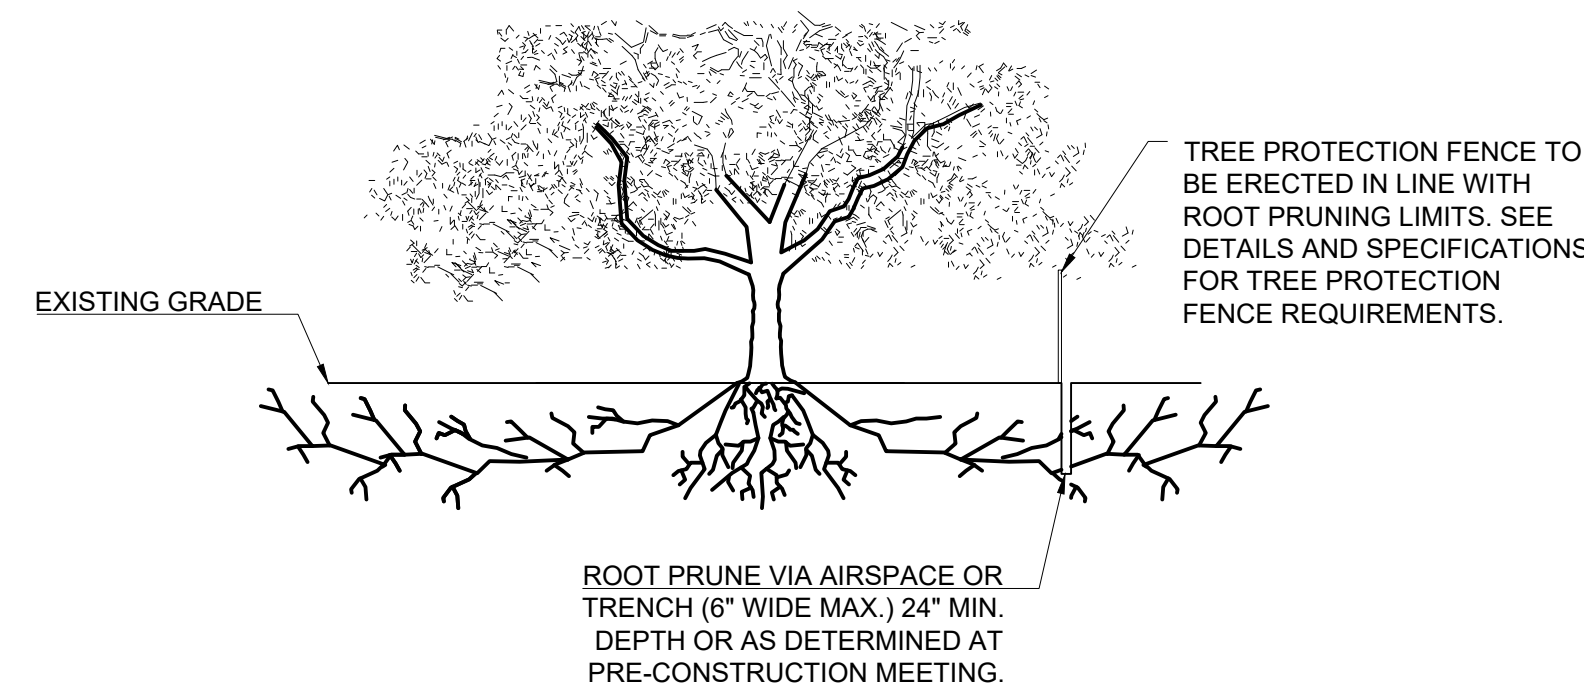 TREE PROTECTION FENCE TO
BE ERECTED IN LINE WITH
ROOT PRUNING LIMITS. SEE
DETAILS AND SPECIFICATIONS
FOR TREE PROTECTION
FENCE REQUIREMENTS.
EXISTING GRADE
ROOT PRUNE VIA AIRSPACE OR
TRENCH (6" WIDE MAX.) 24" MIN.
DEPTH OR AS DETERMINED AT
PRE-CONSTRUCTION MEETING.